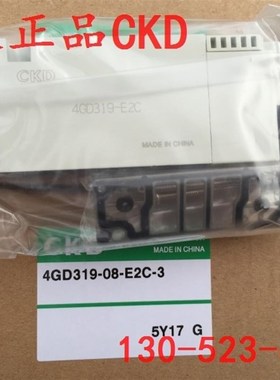 正品CKD
CKD
4GD319-E2C
MADE IN CHINA
CKD
MADE IN CHINA
4GD319-08-E2C-3
5Y17 G
130-523-